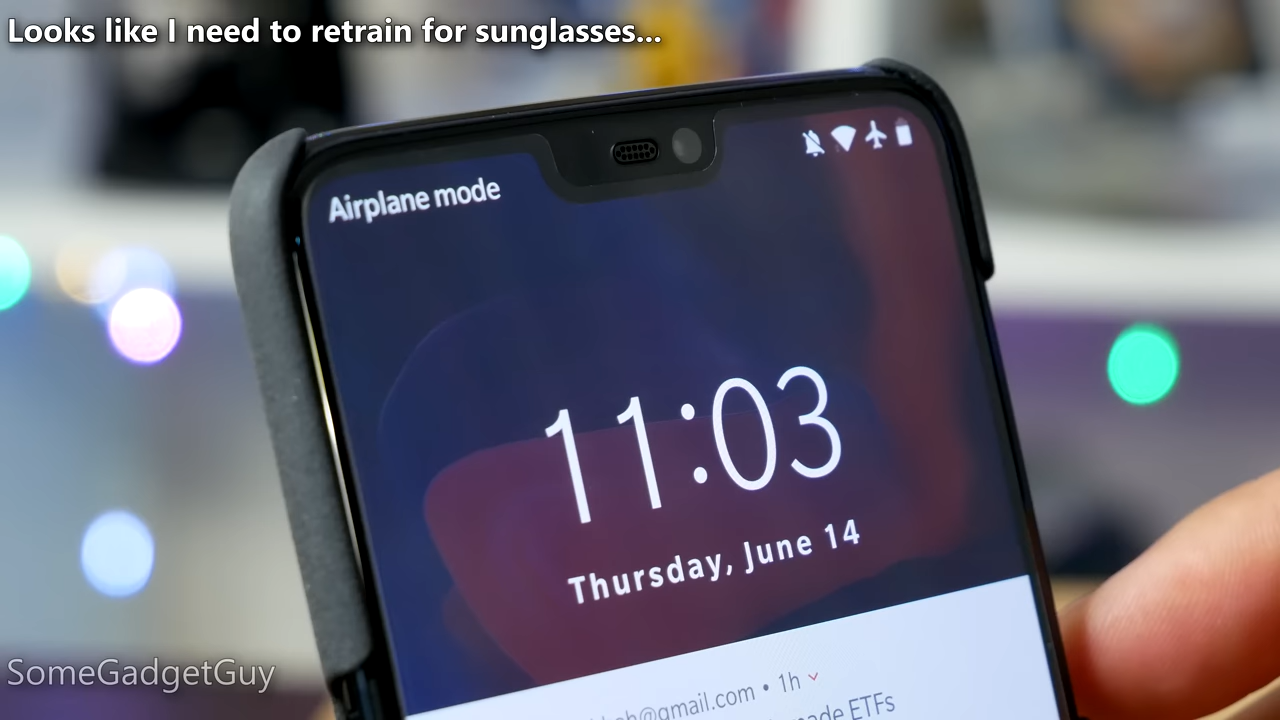 Looks like I need to retrain for sunglasses...
Airplane mode
11:03
Thursday, June 14
@gmail.com • 1h
ETFs
SomeGadgetGuy